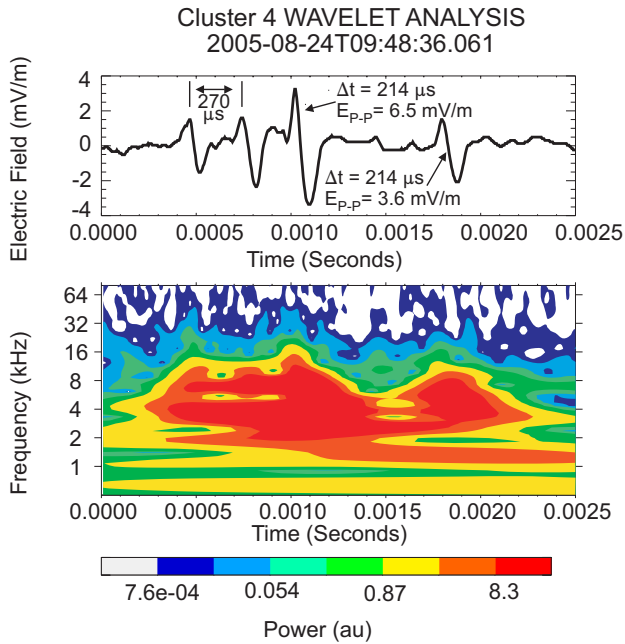 Cluster 4 WAVELET ANALYSIS
2005-08-24T09:48:36.061
Electric Field (mV/m)
4
2
0
-2
-4
270
μs
Δt = 214 μs
E_P-P = 6.5 mV/m
Δt = 214 μs
E_P-P = 3.6 mV/m
0.0000 0.0005 0.0010 0.0015 0.0020 0.0025
Time (Seconds)
Frequency (kHz)
64
32
16
8
4
2
1
0.0000 0.0005 0.0010 0.0015 0.0020 0.0025
Time (Seconds)
7.6e-04 0.054 0.87 8.3
Power (au)